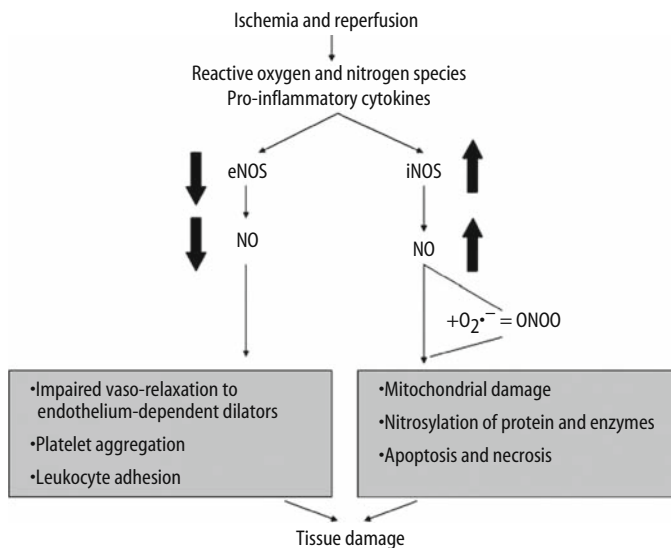 Ischemia and reperfusion
Reactive oxygen and nitrogen species
Pro-inflammatory cytokines
eNOS
iNOS
NO
NO
+O₂•⁻ = ONOO
•Impaired vaso-relaxation to
endothelium-dependent dilators
•Platelet aggregation
•Leukocyte adhesion
•Mitochondrial damage
•Nitrosylation of protein and enzymes
•Apoptosis and necrosis
Tissue damage